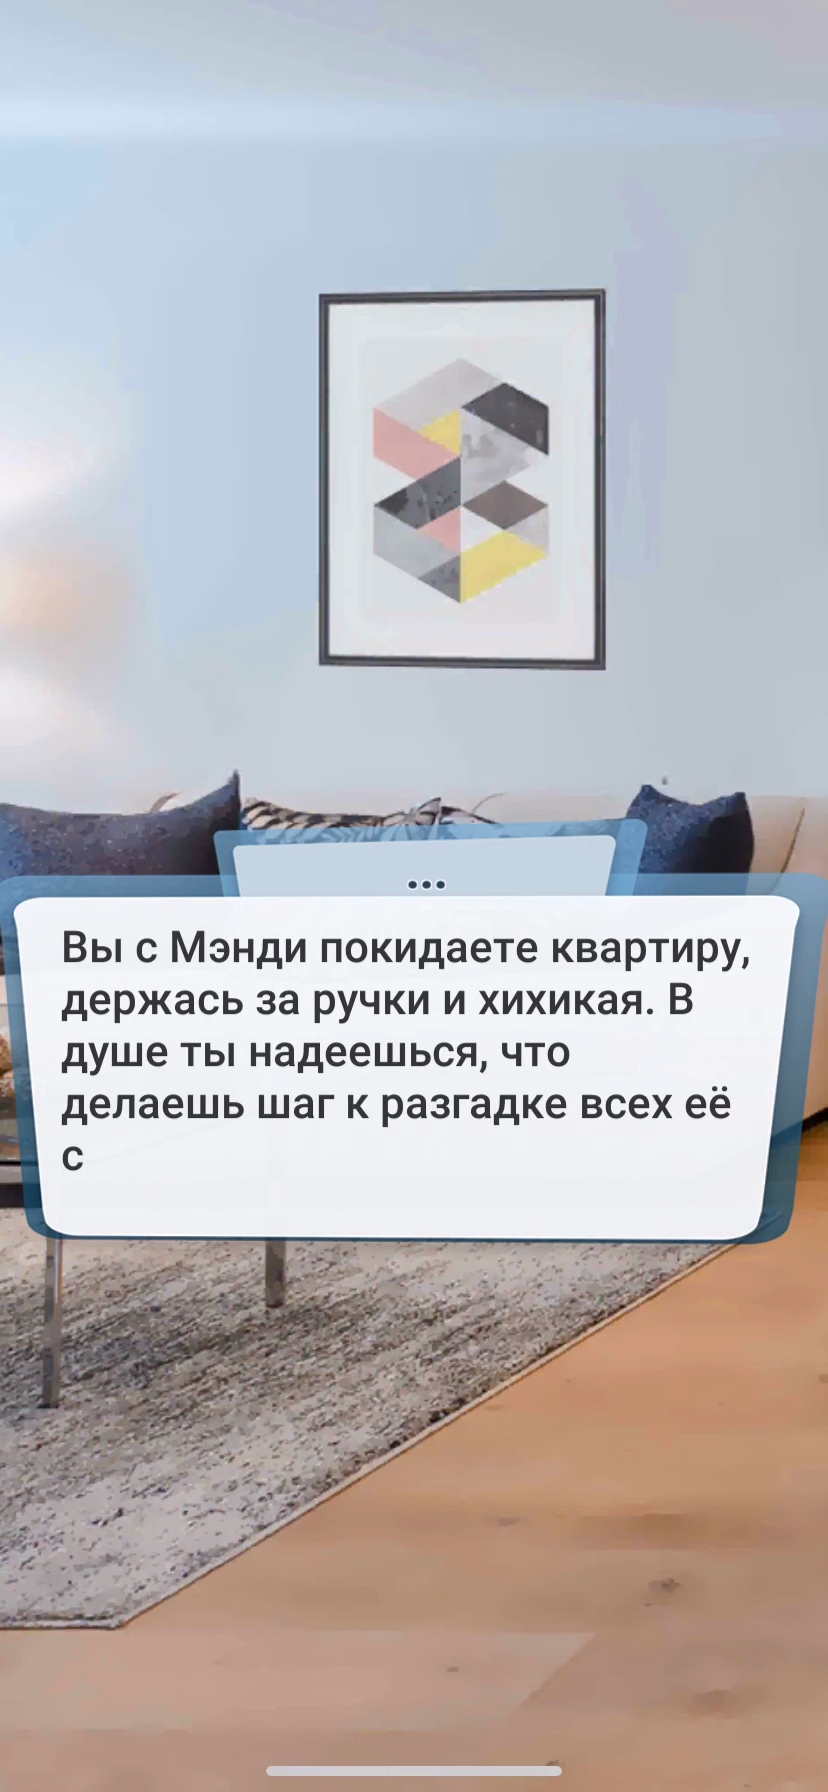 ...
Вы с Мэнди покидаете квартиру,
держась за ручки и хихикая. В
душе ты надеешься, что
делаешь шаг к разгадке всех её
с